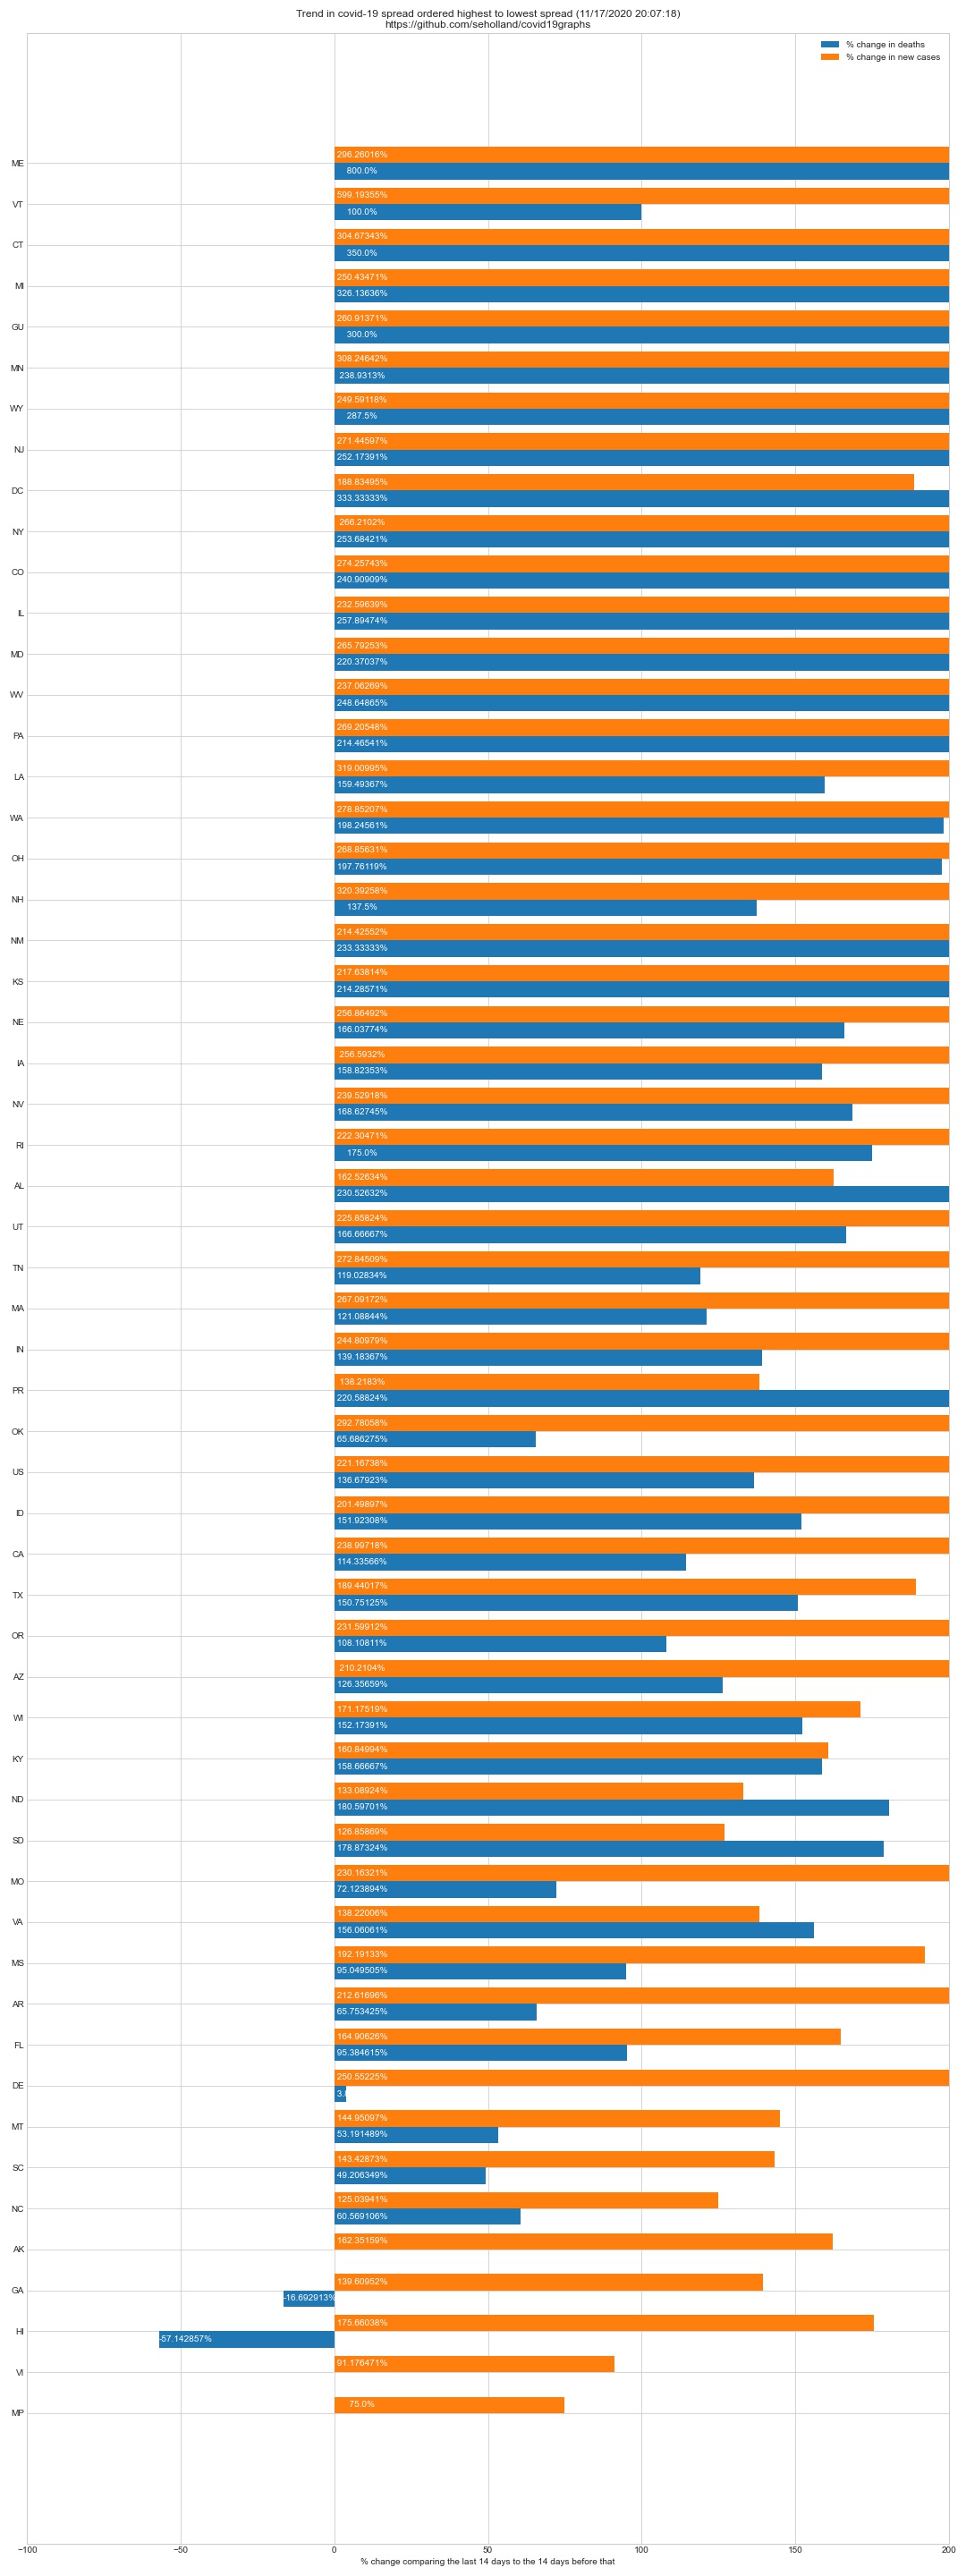 Trend in covid-19 spread ordered highest to lowest spread (11/17/2020 20:07:18)
https://github.com/seholland/covid19graphs
% change in deaths
% change in new cases
296.26016%
ME
800.0%
599.19355%
VT
100.0%
304.67343%
CT
350.0%
250.43471%
MI
326.13636%
260.91371%
GU
300.0%
308.24642%
MN
238.9313%
249.59118%
WY
287.5%
271.44597%
NJ
252.17391%
188.83495%
DC
333.33333%
266.2102%
NY
253.68421%
274.25743%
CO
240.90909%
232.59639%
IL
257.89474%
265.79253%
MD
220.37037%
237.06269%
WV
248.64865%
269.20548%
PA
214.46541%
319.00995%
LA
159.49367%
278.85207%
WA
198.24561%
268.85631%
OH
197.76119%
320.39258%
NH
137.5%
214.42552%
NM
233.33333%
217.63814%
KS
214.28571%
256.86492%
NE
166.03774%
256.5932%
IA
158.82353%
239.52918%
NV
168.62745%
222.30471%
RI
175.0%
162.52634%
AL
230.52632%
225.85824%
UT
166.66667%
272.84509%
TN
119.02834%
267.09172%
MA
121.08844%
244.80979%
IN
139.18367%
138.2183%
PR
220.58824%
292.78058%
OK
65.686275%
221.16738%
US
136.67923%
201.49897%
ID
151.92308%
238.99718%
CA
114.33566%
189.44017%
TX
150.75125%
231.59912%
OR
108.10811%
210.2104%
AZ
126.35659%
171.17519%
WI
152.17391%
160.84994%
KY
158.66667%
133.08924%
ND
180.59701%
126.85869%
SD
178.87324%
230.16321%
MO
72.123894%
138.22006%
VA
156.06061%
192.19133%
MS
95.049505%
212.61696%
AR
65.753425%
164.90626%
FL
95.384615%
250.55225%
DE
144.95097%
MT
53.191489%
143.42873%
SC
49.206349%
125.03941%
NC
60.569106%
162.35159%
AK
139.60952%
GA
-16.692913%
175.66038%
HI
-57.142857%
91.176471%
VI
75.0%
MP
−100 −50 0 50 100 150 200
% change comparing the last 14 days to the 14 days before that